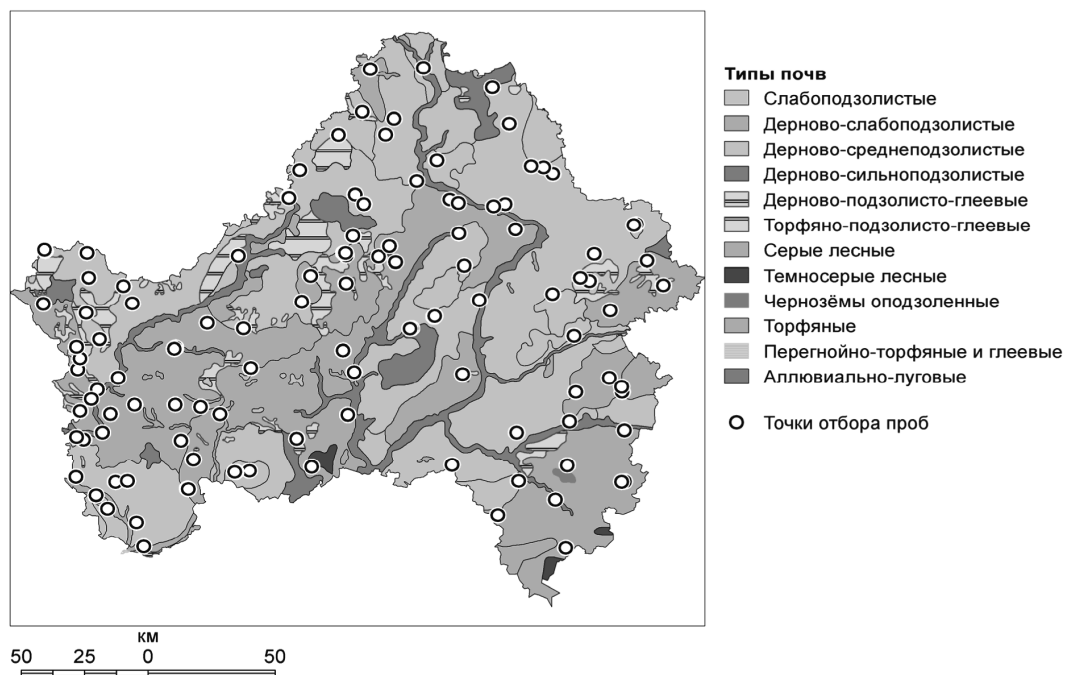 Типы почв
Слабоподзолистые
Дерново-слабоподзолистые
Дерново-среднеподзолистые
Дерново-сильноподзолистые
Дерново-подзолисто-глеевые
Торфяно-подзолисто-глеевые
Серые лесные
Темносерые лесные
Чернозёмы оподзоленные
Торфяные
Перегнойно-торфяные и глеевые
Аллювиально-луговые
Точки отбора проб
км
50 25 0 50